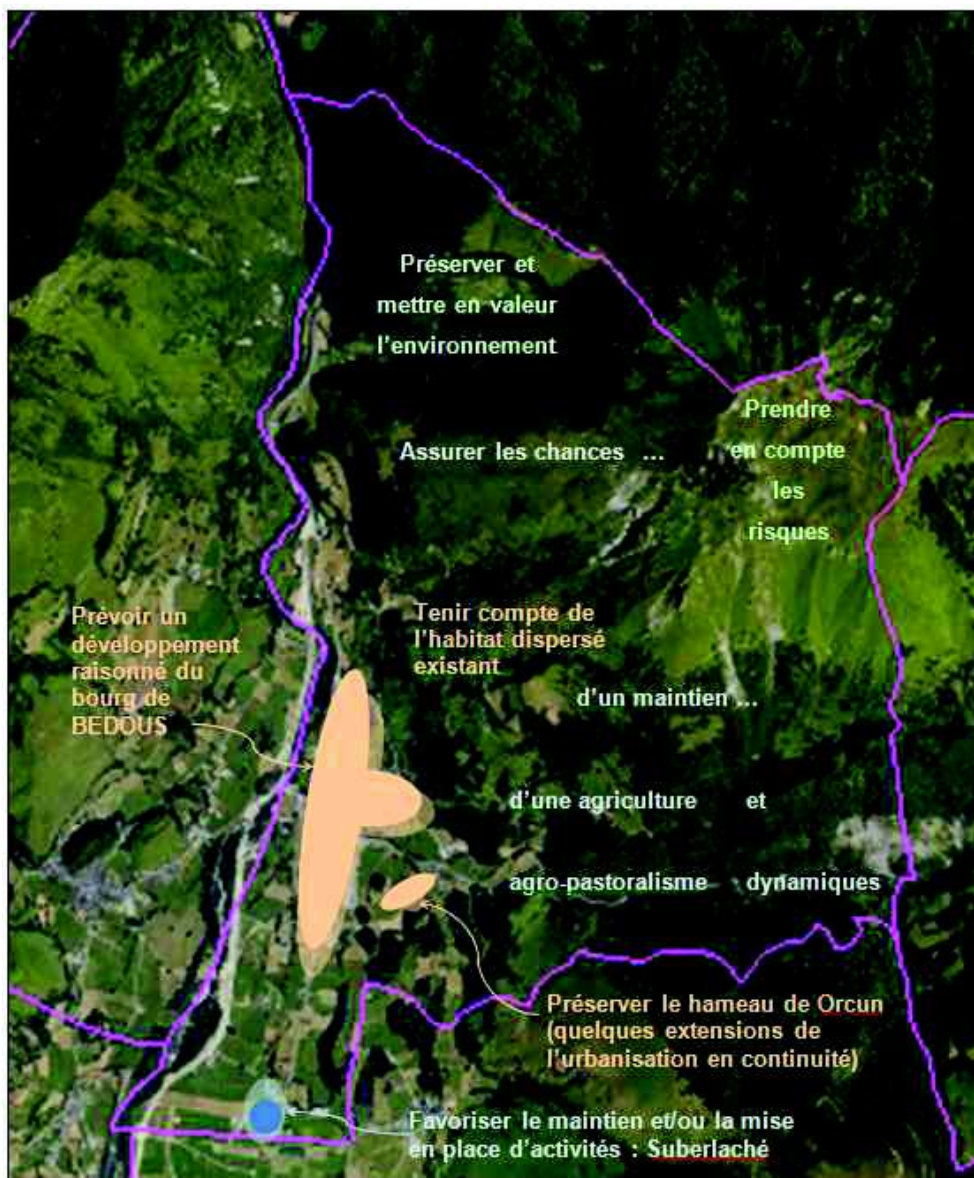 Préserver et
mettre en valeur
l'environnement
Assurer les chances ...
Prendre
en compte
les
risques
Prévoir un
développement
raisonné du
bourg de
BEDOUS
Tenir compte de
l'habitat dispersé
existant
d'un maintien ...
d'une agriculture et
agro-pastoralisme dynamiques
Préserver le hameau de Orcun
(quelques extensions de
l'urbanisation en continuité)
Favoriser le maintien et/ou la mise
en place d'activités : Suberlaché